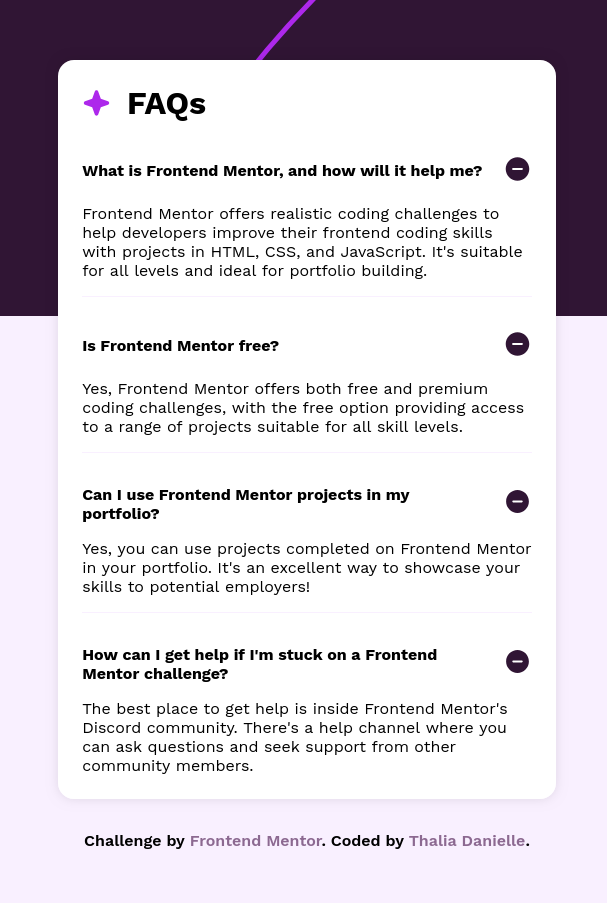 FAQs
What is Frontend Mentor, and how will it help me?
Frontend Mentor offers realistic coding challenges to
help developers improve their frontend coding skills
with projects in HTML, CSS, and JavaScript. It's suitable
for all levels and ideal for portfolio building.
Is Frontend Mentor free?
Yes, Frontend Mentor offers both free and premium
coding challenges, with the free option providing access
to a range of projects suitable for all skill levels.
Can I use Frontend Mentor projects in my
portfolio?
Yes, you can use projects completed on Frontend Mentor
in your portfolio. It's an excellent way to showcase your
skills to potential employers!
How can I get help if I'm stuck on a Frontend
Mentor challenge?
The best place to get help is inside Frontend Mentor's
Discord community. There's a help channel where you
can ask questions and seek support from other
community members.
Challenge by Frontend Mentor. Coded by Thalia Danielle.